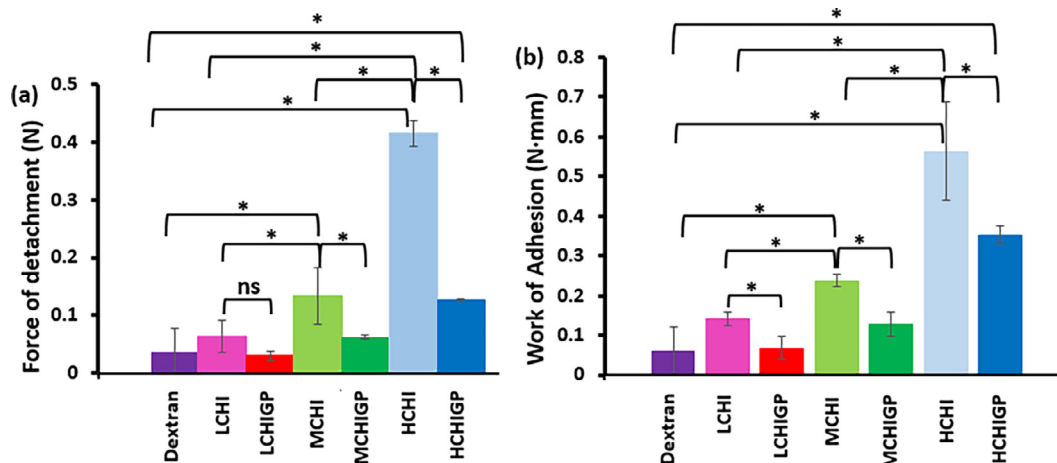 (a)
Force of detachment (N)
0.5
0.4
0.3
0.2
0.1
0
*
*
*
*
*
*
*
*
ns
Dextran
LCHI
LCHIGP
MCHI
MCHIGP
HCHI
HCHIGP
(b)
Work of Adhesion (N·mm)
0.8
0.7
0.6
0.5
0.4
0.3
0.2
0.1
0
*
*
*
*
*
*
*
*
*
Dextran
LCHI
LCHIGP
MCHI
MCHIGP
HCHI
HCHIGP